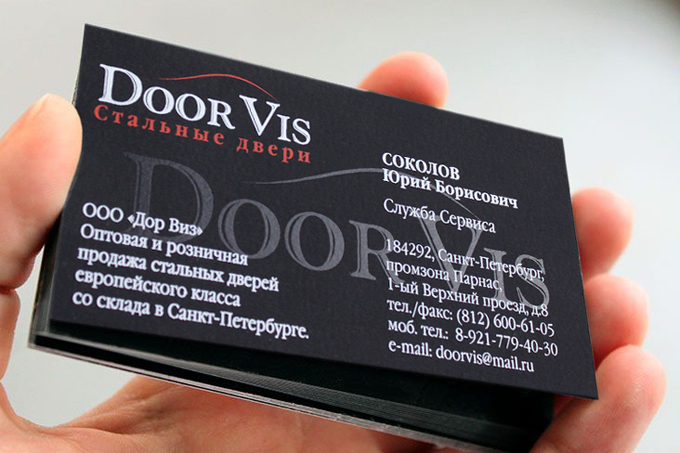 DOOR VIS
Стальные двери
DOOR VIS
ООО «Дор Виз»
Оптовая и розничная
продажа стальных дверей
европейского класса
со склада в Санкт-Петербурге.
СОКОЛОВ
Юрий Борисович
Служба Сервиса
184292, Санкт-Петербург,
промзона Парнас,
1-ый Верхний проезд, д.8
тел./факс: (812) 600-61-05
моб. тел.: 8-921-779-40-30
e-mail: doorvis@mail.ru